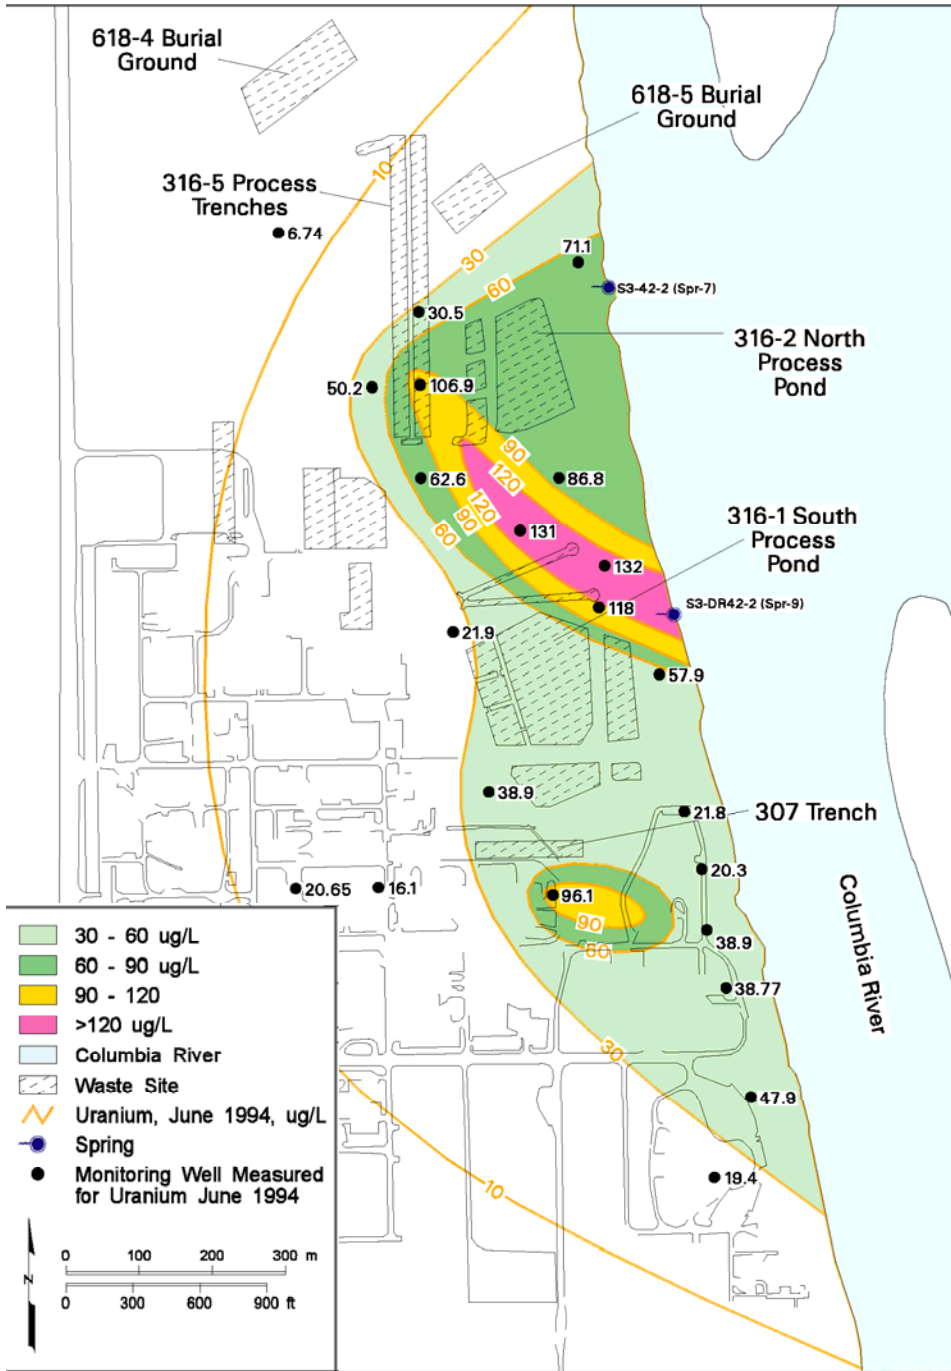 618-4 Burial
Ground
618-5 Burial
Ground
10
316-5 Process
Trenches
6.74
71.1
30
60
S3-42-2 (Spr-7)
30.5
316-2 North
Process
Pond
50.2
106.9
90
120
62.6
86.8
120
90
60
131
316-1 South
Process
Pond
132
118
S3-DR42-2 (Spr-9)
21.9
57.9
38.9
21.8
307 Trench
20.3
20.65
16.1
96.1
90
60
38.9
Columbia River
38.77
30
47.9
19.4
10
30 - 60 ug/L
60 - 90 ug/L
90 - 120
>120 ug/L
Columbia River
Waste Site
Uranium, June 1994, ug/L
Spring
Monitoring Well Measured
for Uranium June 1994
N
0 100 200 300 m
0 300 600 900 ft